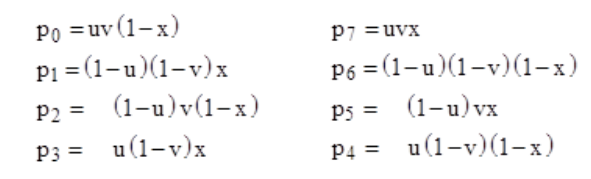 p₀ =uv(1−x) p₇ =uvx
p₁ =(1−u)(1−v)x p₆ =(1−u)(1−v)(1−x)
p₂ = (1−u)v(1−x) p₅ = (1−u)vx
p₃ = u(1−v)x p₄ = u(1−v)(1−x)